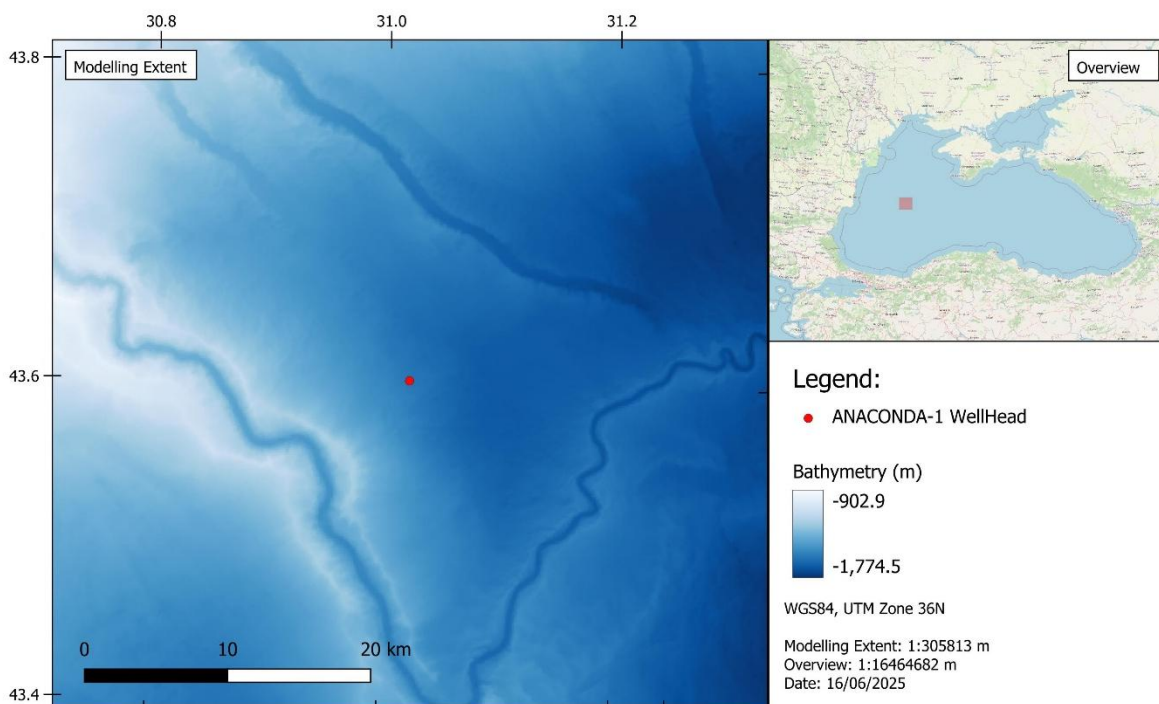 30.8 31.0 31.2
43.8
Modelling Extent
Overview
43.6
43.4
0 10 20 km
Legend:
ANACONDA-1 WellHead
Bathymetry (m)
-902.9
-1,774.5
WGS84, UTM Zone 36N
Modelling Extent: 1:305813 m
Overview: 1:16464682 m
Date: 16/06/2025